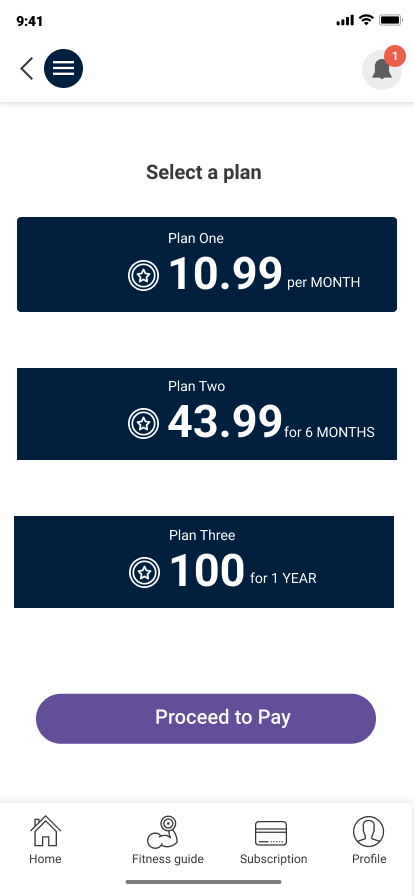 9:41
1
Select a plan
Plan One
10.99 per MONTH
Plan Two
43.99 for 6 MONTHS
Plan Three
100 for 1 YEAR
Proceed to Pay
Home Fitness guide Subscription Profile